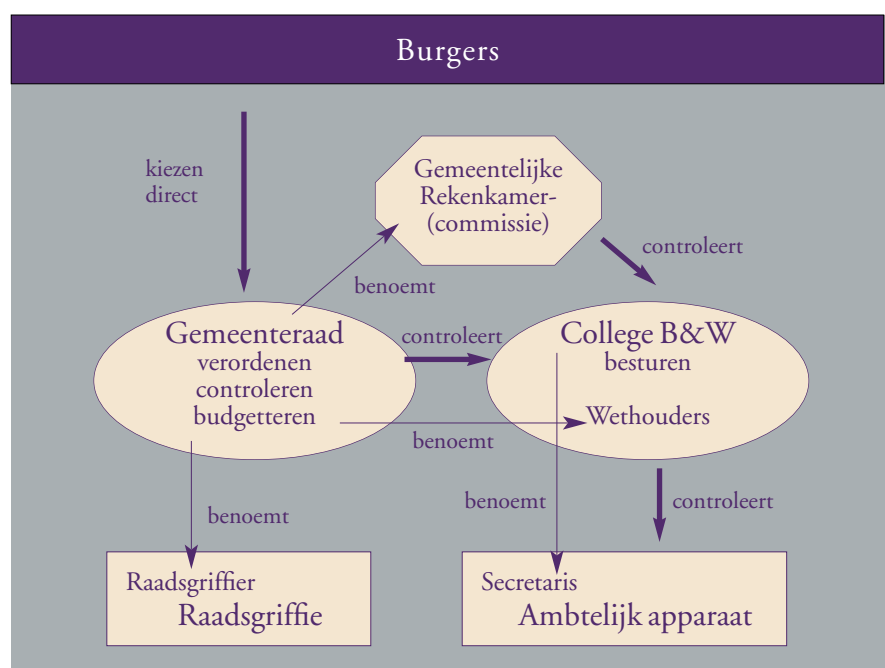 Burgers
kiezen
direct
Gemeentelijke
Rekenkamer-
(commissie)
controleert
benoemt
Gemeenteraad
verordenen
controleren
budgetteren
controleert
College B&W
besturen
Wethouders
benoemt
benoemt
benoemt
controleert
Raadsgriffier
Raadsgriffie
Secretaris
Ambtelijk apparaat